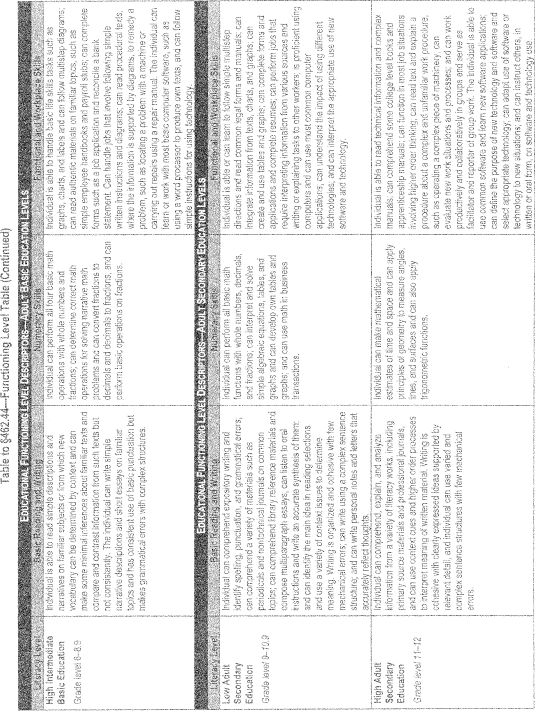 Table to §462.44—Functioning Level Table (Continued)
EDUCATIONAL FUNCTIONING LEVEL DESCRIPTORS—ADULT BASIC EDUCATION LEVELS
Literacy Level
Basic Reading and Writing
Numeracy Skills
Functional and Workplace Skills
High Intermediate
Basic Education
Grade level 6–8.9
Individual is able to read simple descriptions and
narratives on familiar subjects or from which new
vocabulary can be determined by context and can
make some minimal inferences about familiar texts and
compare and contrast information from such texts but
not consistently. The individual can write simple
narrative descriptions and short essays on familiar
topics and has consistent use of basic punctuation but
makes grammatical errors with complex structures.
Individual can perform all four basic math
operations with whole numbers and
fractions; can determine correct math
operations for solving narrative math
problems and can convert fractions to
decimals and decimals to fractions; and can
perform basic operations on fractions.
Individual is able to handle basic life skills tasks such as
graphs, charts, and labels and can follow multistep diagrams;
can read authentic materials on familiar topics, such as
simple employee handbooks and payroll stubs; can complete
forms such as a job application and reconcile a bank
statement. Can handle jobs that involve following simple
written instructions and diagrams; can read procedural texts,
where the information is supported by diagrams, to remedy a
problem, such as locating a problem with a machine or
carrying out a repair procedure. The individual can
learn or work with most basic computer software, such as
using a word processor to produce own texts, and can follow
simple instructions for using technology.
EDUCATIONAL FUNCTIONING LEVEL DESCRIPTORS—ADULT SECONDARY EDUCATION LEVELS
Literacy Level
Basic Reading and Writing
Numeracy Skills
Functional and Workplace Skills
Low Adult
Secondary
Education
Grade level 9–10.9
Individual can comprehend expository writing and
identify spelling, punctuation, and grammatical errors;
can comprehend a variety of materials such as
periodicals and nontechnical journals on common
topics; can comprehend library reference materials and
compose multiparagraph essays; can listen to oral
instructions and write an accurate synthesis of them;
and can identify the main idea in reading selections
and use a variety of context issues to determine
meaning. Writing is organized and cohesive with few
mechanical errors; can write using a complex sentence
structure; and can write personal notes and letters that
accurately reflect thoughts.
Individual can perform all basic math
functions with whole numbers, decimals,
and fractions; can interpret and solve
simple algebraic equations, tables, and
graphs and can develop own tables and
graphs; and can use math in business
transactions.
Individual is able or can learn to follow simple multistep
directions and read common legal forms and manuals; can
integrate information from texts, charts, and graphs; can
create and use tables and graphs; can complete forms and
applications and complete resumes; can perform jobs that
require interpreting information from various sources and
writing or explaining tasks to other workers; is proficient using
computers and can use most common computer
applications; can understand the impact of using different
technologies; and can interpret the appropriate use of new
software and technology.
High Adult
Secondary
Education
Grade level 11–12
Individual can comprehend, explain, and analyze
information from a variety of literacy works, including
primary source materials and professional journals,
and can use context cues and higher order processes
to interpret meaning of written material. Writing is
cohesive with clearly expressed ideas supported by
relevant detail, and individual can use varied and
complex sentence structures with few mechanical
errors.
Individual can make mathematical
estimates of time and space and can apply
principles of geometry to measure angles,
lines, and surfaces and can also apply
trigonometric functions.
Individual is able to read technical information and complex
manuals; can comprehend some college level books and
apprenticeship manuals; can function in most job situations
involving higher order thinking; can read text and explain a
procedure about a complex and unfamiliar work procedure,
such as operating a complex piece of machinery; can
evaluate new work situations and processes; and can work
productively and collaboratively in groups and serve as
facilitator and reporter of group work. The individual is able to
use common software and learn new software applications;
can define the purpose of new technology and software and
select appropriate technology; can adapt use of software or
technology to new situations; and can instruct others, in
written or oral form, on software and technology use.